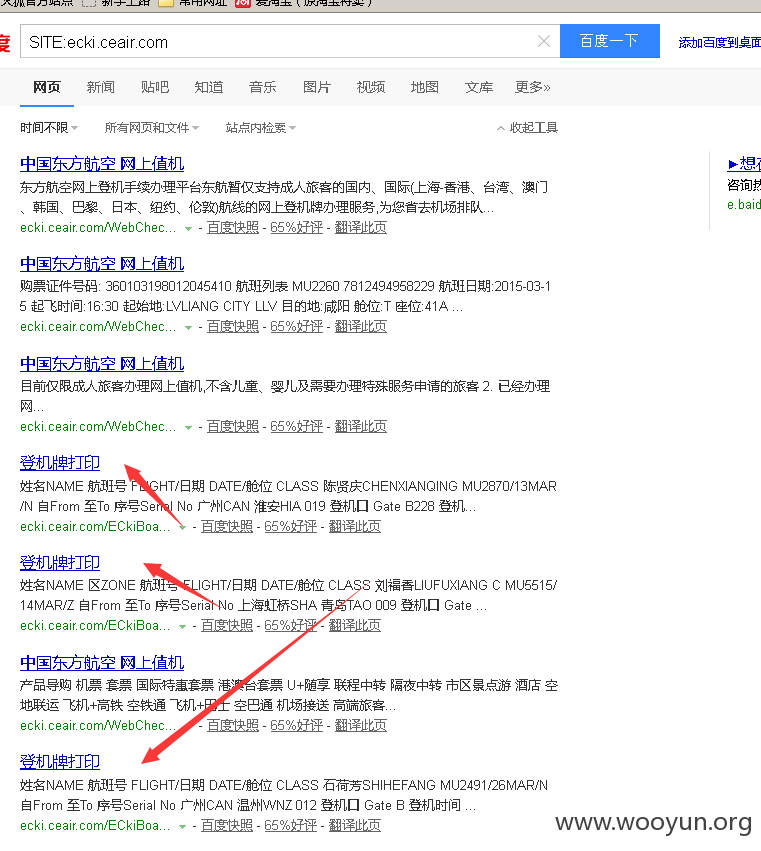 新手上路 常用网址 爱淘宝 (原淘宝特卖)
SITE:ecki.ceair.com
百度一下
添加百度到桌面
网页 新闻 贴吧 知道 音乐 图片 视频 地图 文库 更多»
时间不限 所有网页和文件 站点内检索 收起工具
中国东方航空 网上值机
东方航空网上登机手续办理平台东航暂仅支持成人旅客的国内、国际(上海-香港、台湾、澳门
、韩国、巴黎、日本、纽约、伦敦)航线的网上登机牌办理服务,为您省去机场排队...
ecki.ceair.com/WebChec... - 百度快照 - 65%好评 - 翻译此页
中国东方航空 网上值机
购票证件号码: 360103198012045410 航班列表 MU2260 7812494958229 航班日期:2015-03-1
5 起飞时间:16:30 起始地:LVLIANG CITY LLV 目的地:咸阳 舱位:T 座位:41A ...
ecki.ceair.com/WebChec... - 百度快照 - 65%好评 - 翻译此页
中国东方航空 网上值机
目前仅限成人旅客办理网上值机,不含儿童、婴儿及需要办理特殊服务申请的旅客 2. 已经办理
网...
ecki.ceair.com/WebChec... - 百度快照 - 65%好评 - 翻译此页
登机牌打印
姓名NAME 航班号 FLIGHT/日期 DATE/舱位 CLASS 陈贤庆CHENXIANQING MU2870/13MAR
/N 自From 至To 序号Serial No 广州CAN 淮安HIA 019 登机口 Gate B228 登机...
ecki.ceair.com/ECkiBoa... - 百度快照 - 65%好评 - 翻译此页
登机牌打印
姓名NAME 区ZONE 航班号 FLIGHT/日期 DATE/舱位 CLASS 刘福香LIUFUXIANG C MU5515/
14MAR/Z 自From 至To 序号Serial No 上海虹桥SHA 青岛TAO 009 登机口 Gate ...
ecki.ceair.com/ECkiBoa... - 百度快照 - 65%好评 - 翻译此页
中国东方航空 网上值机
产品导购 机票 套票 国际特惠套票 港澳台套票 U+随享 联程中转 隔夜中转 市区景点游 酒店 空
地联运 飞机+高铁 空铁通 飞机+巴士 空巴通 机场接送 高端旅客...
ecki.ceair.com/WebChec... - 百度快照 - 65%好评 - 翻译此页
登机牌打印
姓名NAME 航班号 FLIGHT/日期 DATE/舱位 CLASS 石荷芳SHIHEFANG MU2491/26MAR/N
自From 至To 序号Serial No 广州CAN 温州WNZ 012 登机口 Gate B 登机时间 ...
ecki.ceair.com/ECkiBoa... - 百度快照 - 65%好评 - 翻译此页
想在
咨询热
e.baid
www.wooyun.org